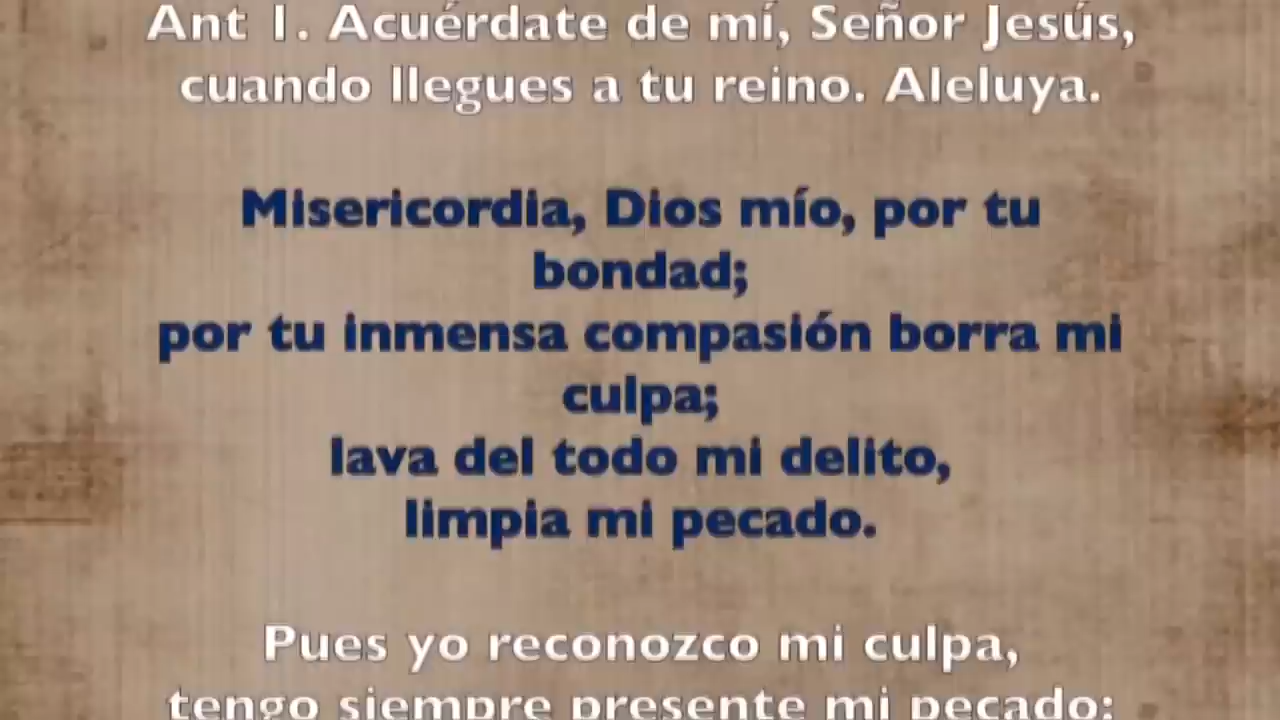 Ant 1. Acuérdate de mí, Señor Jesús,
cuando llegues a tu reino. Aleluya.
Misericordia, Dios mío, por tu
bondad;
por tu inmensa compasión borra mi
culpa;
lava del todo mi delito,
limpia mi pecado.
Pues yo reconozco mi culpa,
tengo siempre presente mi pecado: